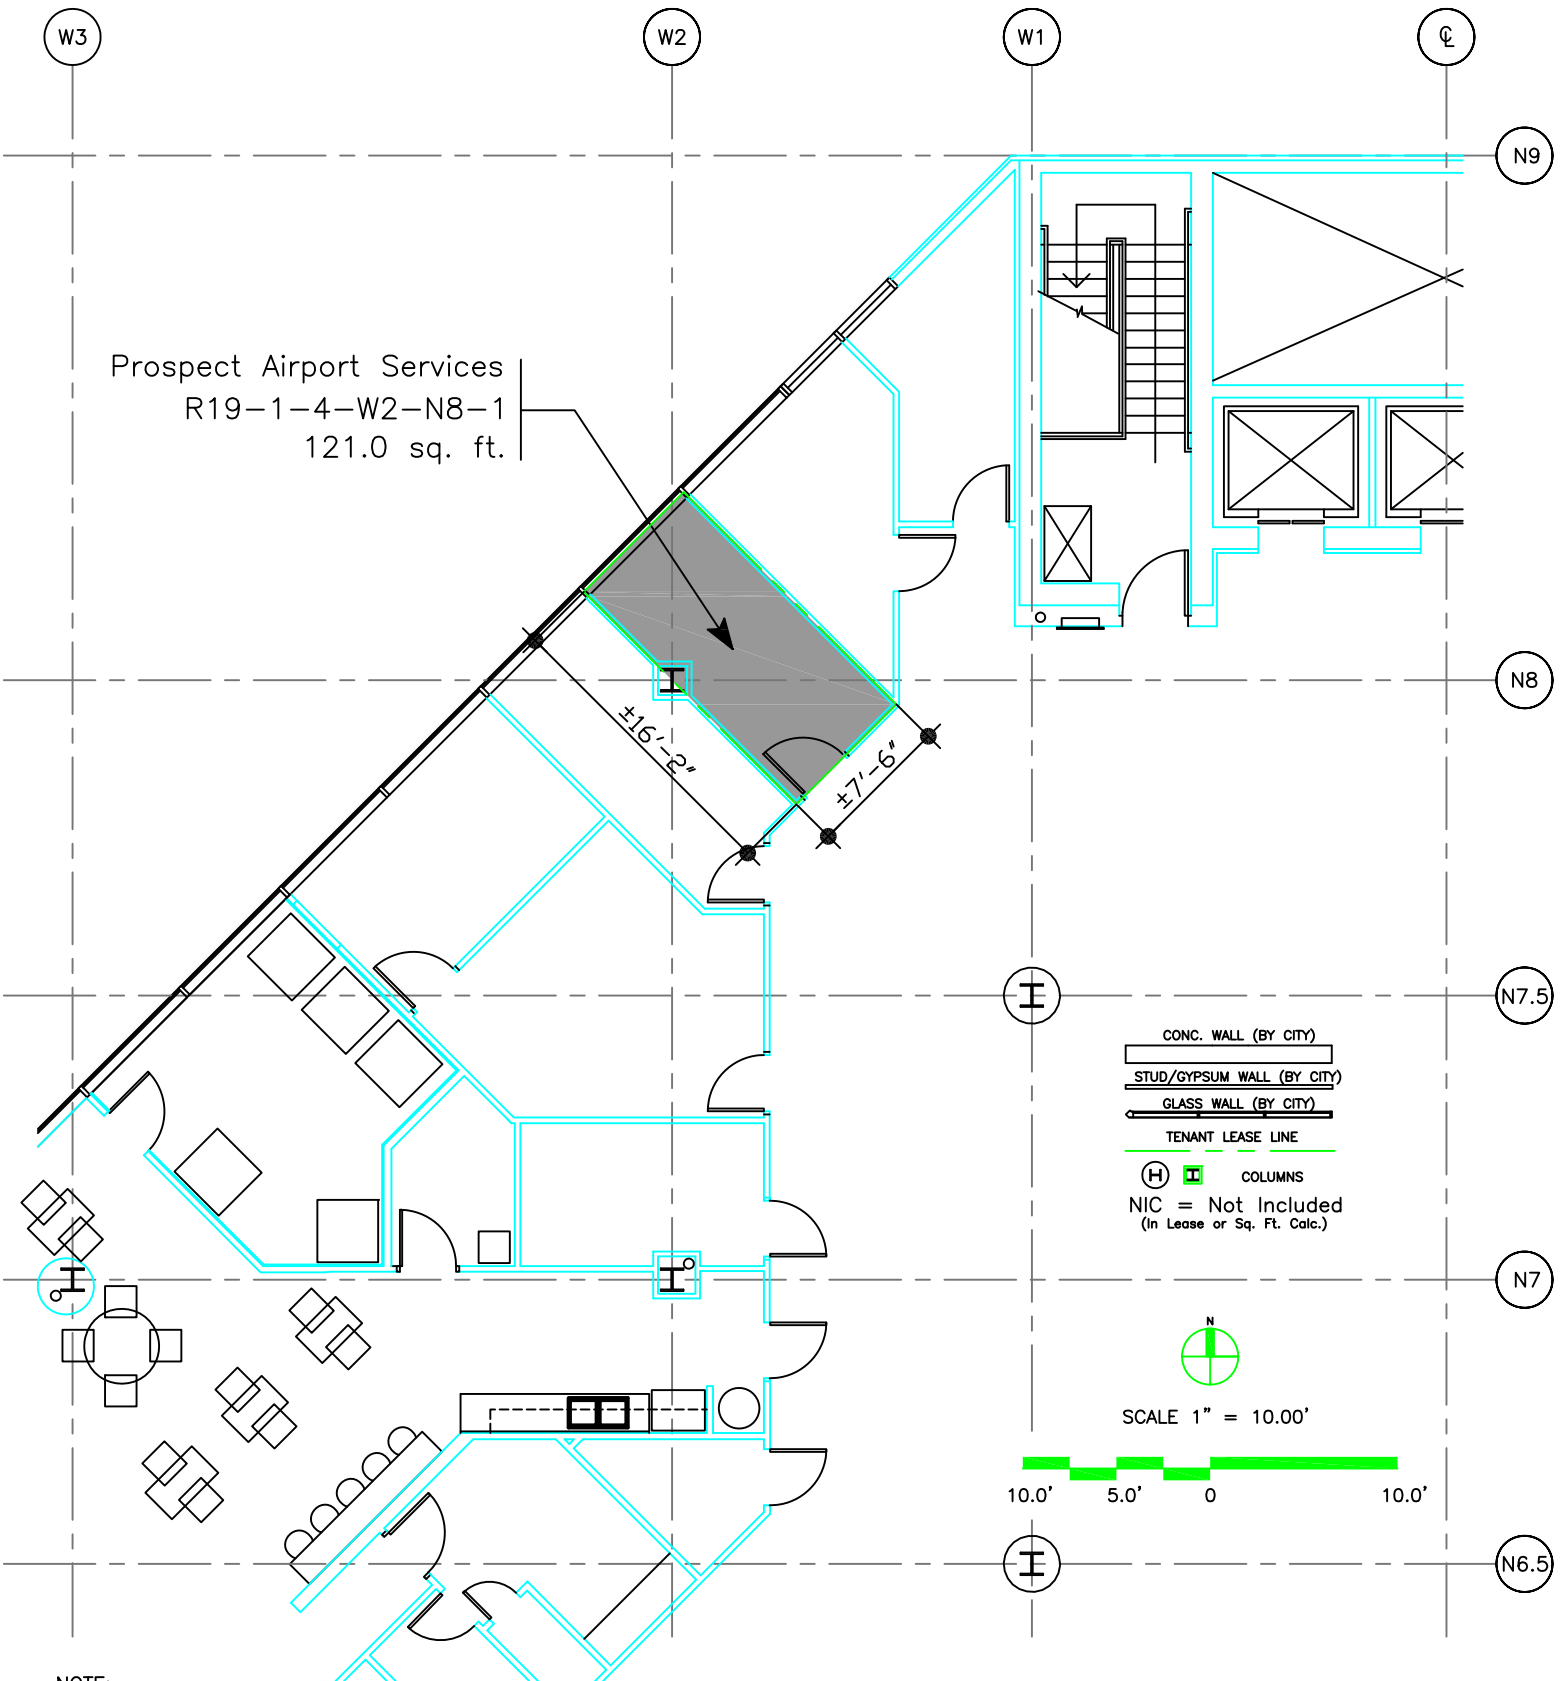 W3
W2
W1
℄
N9
Prospect Airport Services
R19-1-4-W2-N8-1
121.0 sq. ft.
N8
±16'-2"
±7'-6"
N7.5
CONC. WALL (BY CITY)
STUD/GYPSUM WALL (BY CITY)
GLASS WALL (BY CITY)
TENANT LEASE LINE
COLUMNS
NIC = Not Included
(In Lease or Sq. Ft. Calc.)
N7
N
SCALE 1" = 10.00'
10.0' 5.0' 0 10.0'
N6.5
NOTE: